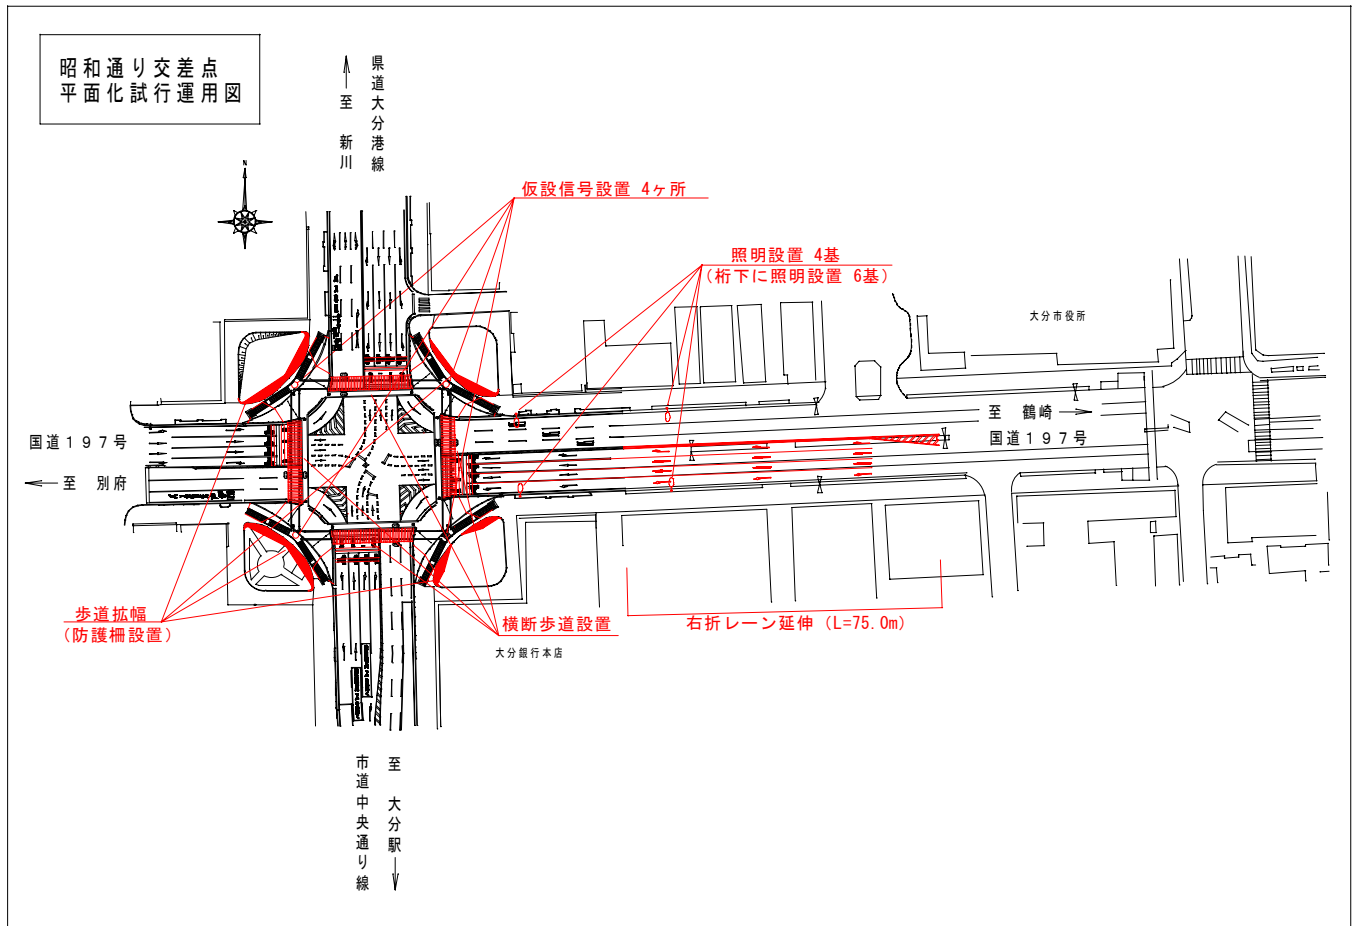 昭和通り交差点
平面化試行運用図
県道大分港線
至 新川
N
仮設信号設置 4ヶ所
照明設置 4基
(桁下に照明設置 6基)
大分市役所
至 鶴崎
国道197号
国道197号
至 別府
歩道拡幅
(防護柵設置)
横断歩道設置
大分銀行本店
右折レーン延伸 (L=75.0m)
市道中央通り線
至 大分駅